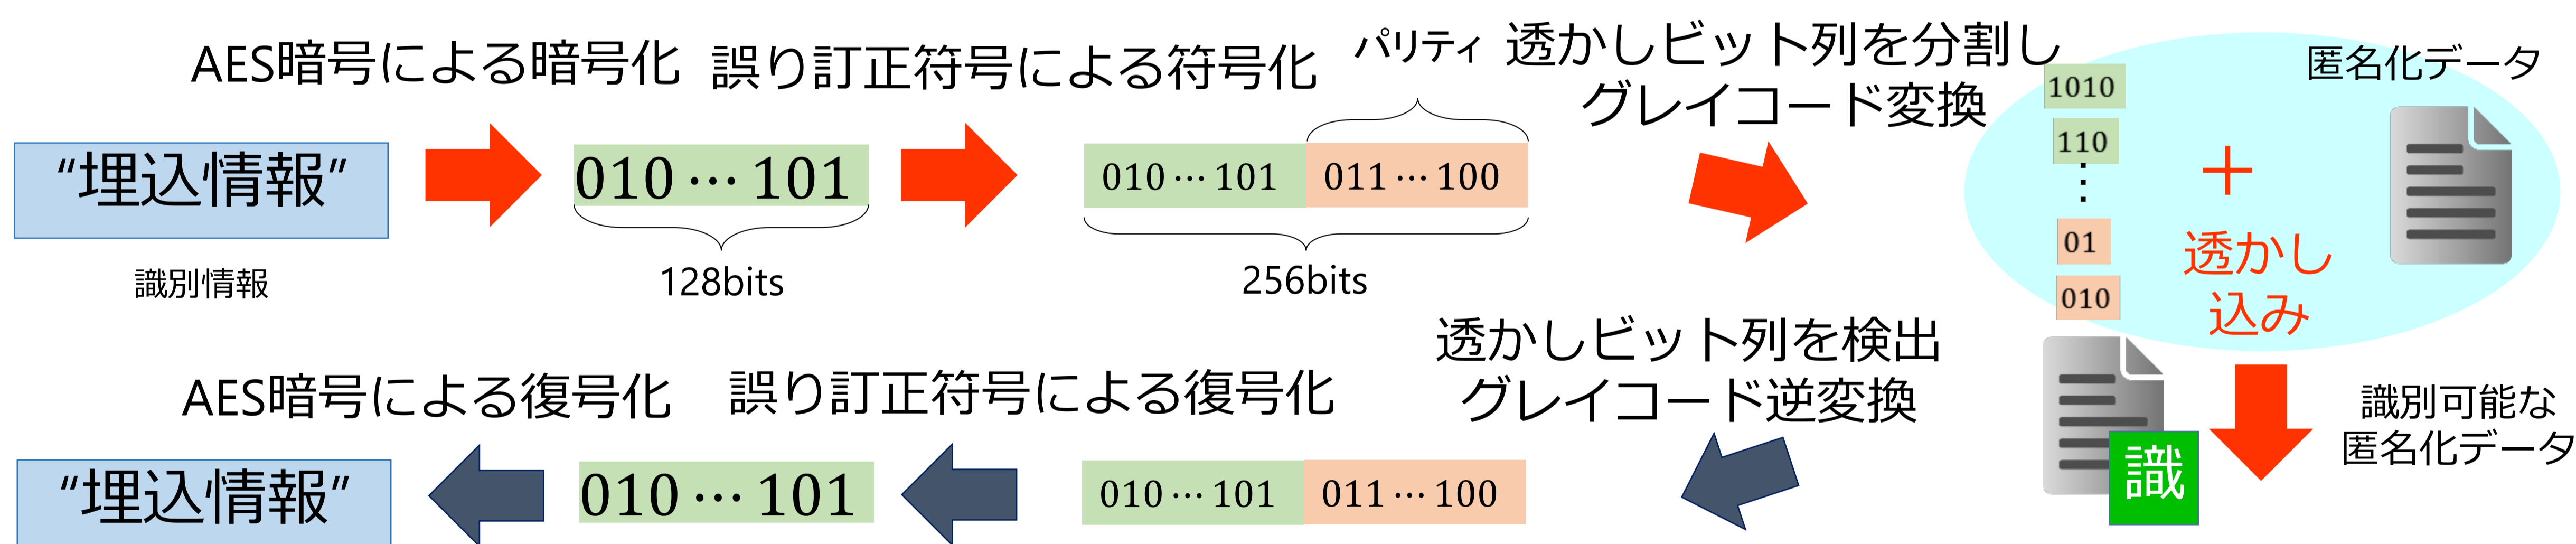 AES暗号による暗号化
誤り訂正符号による符号化
パリティ
透かしビット列を分割し
グレイコード変換
匿名化データ
“埋込情報”
識別情報
010 ⋯ 101
128bits
010 ⋯ 101
011 ⋯ 100
256bits
1010
110
⋮
01
010
+
透かし
込み
識別可能な
匿名化データ
識
透かしビット列を検出
グレイコード逆変換
誤り訂正符号による復号化
AES暗号による復号化
010 ⋯ 101
011 ⋯ 100
010 ⋯ 101
“埋込情報”